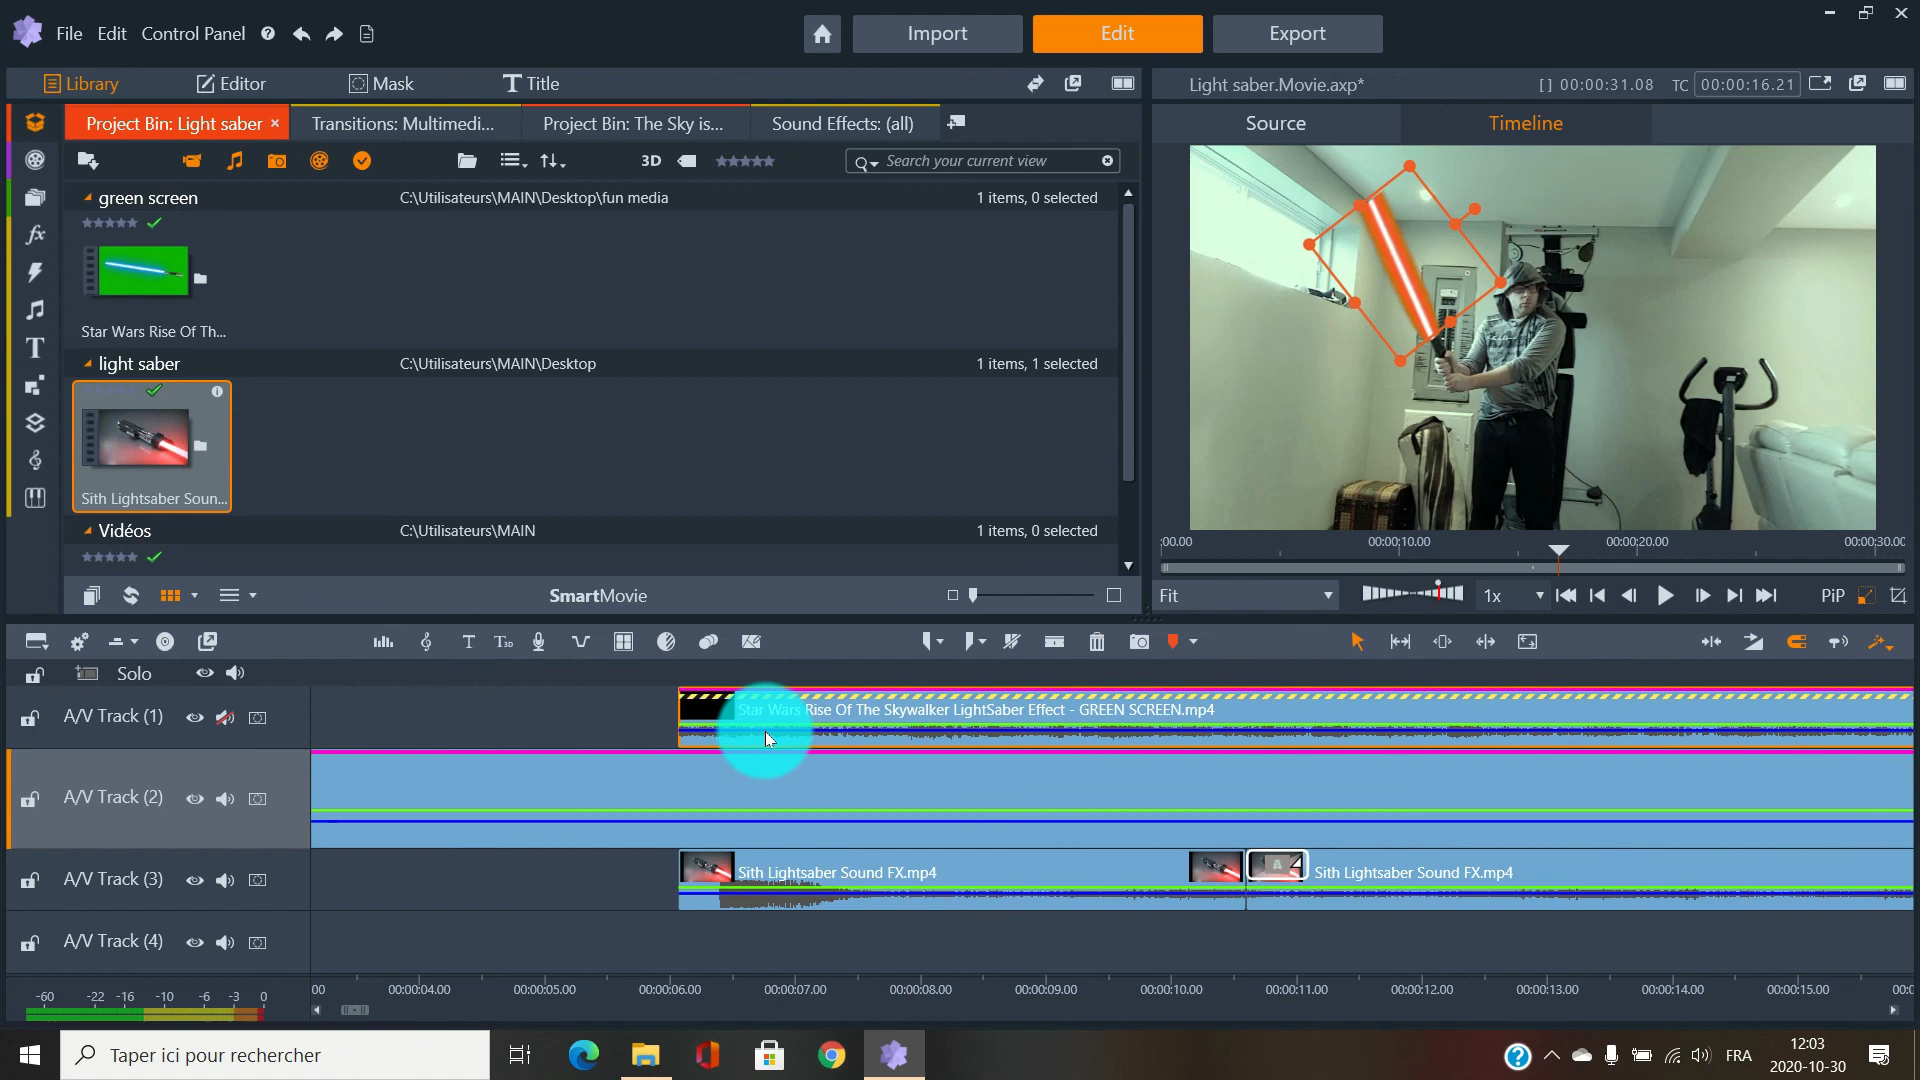 File Edit Control Panel
Import Edit Export
Library Editor Mask Title
Light saber.Movie.axp* [ ] 00:00:31.08 TC 00:00:16.21
Project Bin: Light saber × Transitions: Multimedi... Project Bin: The Sky is... Sound Effects: (all)
Source Timeline
3D Search your current view
green screen C:\Utilisateurs\MAIN\Desktop\fun media 1 items, 0 selected
Star Wars Rise Of Th...
light saber C:\Utilisateurs\MAIN\Desktop 1 items, 1 selected
Sith Lightsaber Soun...
Vidéos C:\Utilisateurs\MAIN 1 items, 0 selected
:00.00 00:00:10.00 00:00:20.00 00:00:30.00
SmartMovie
Fit 1x PiP
Solo
A/V Track (1)
Star Wars Rise Of The Skywalker LightSaber Effect - GREEN SCREEN.mp4
A/V Track (2)
A/V Track (3)
Sith Lightsaber Sound FX.mp4 A Sith Lightsaber Sound FX.mp4
A/V Track (4)
-60 -22 -16 -10 -6 -3 0
00 00:00:04.00 00:00:05.00 00:00:06.00 00:00:07.00 00:00:08.00 00:00:09.00 00:00:10.00 00:00:11.00 00:00:12.00 00:00:13.00 00:00:14.00 00:00:15.00 00:0
Taper ici pour rechercher
FRA
12:03
2020-10-30